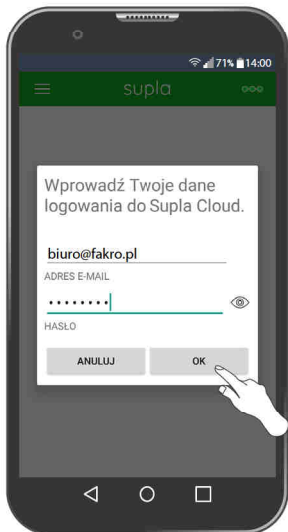 71% 14:00
supla
Wprowadź Twoje dane
logowania do Supla Cloud.
biuro@fakro.pl
ADRES E-MAIL
••••••••
HASŁO
ANULUJ OK